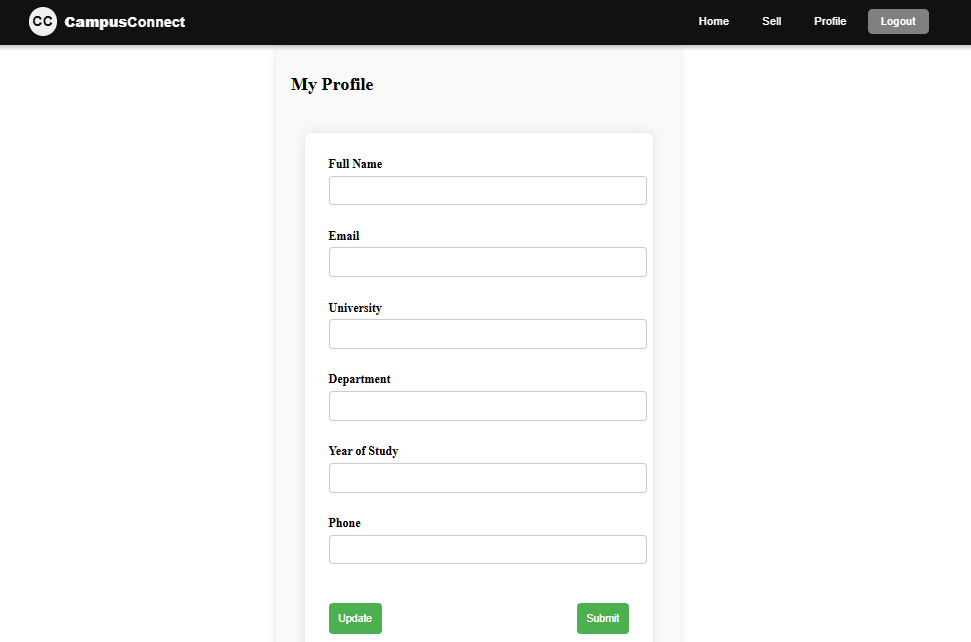 CC CampusConnect Home Sell Profile Logout
My Profile
Full Name
Email
University
Department
Year of Study
Phone
Update Submit